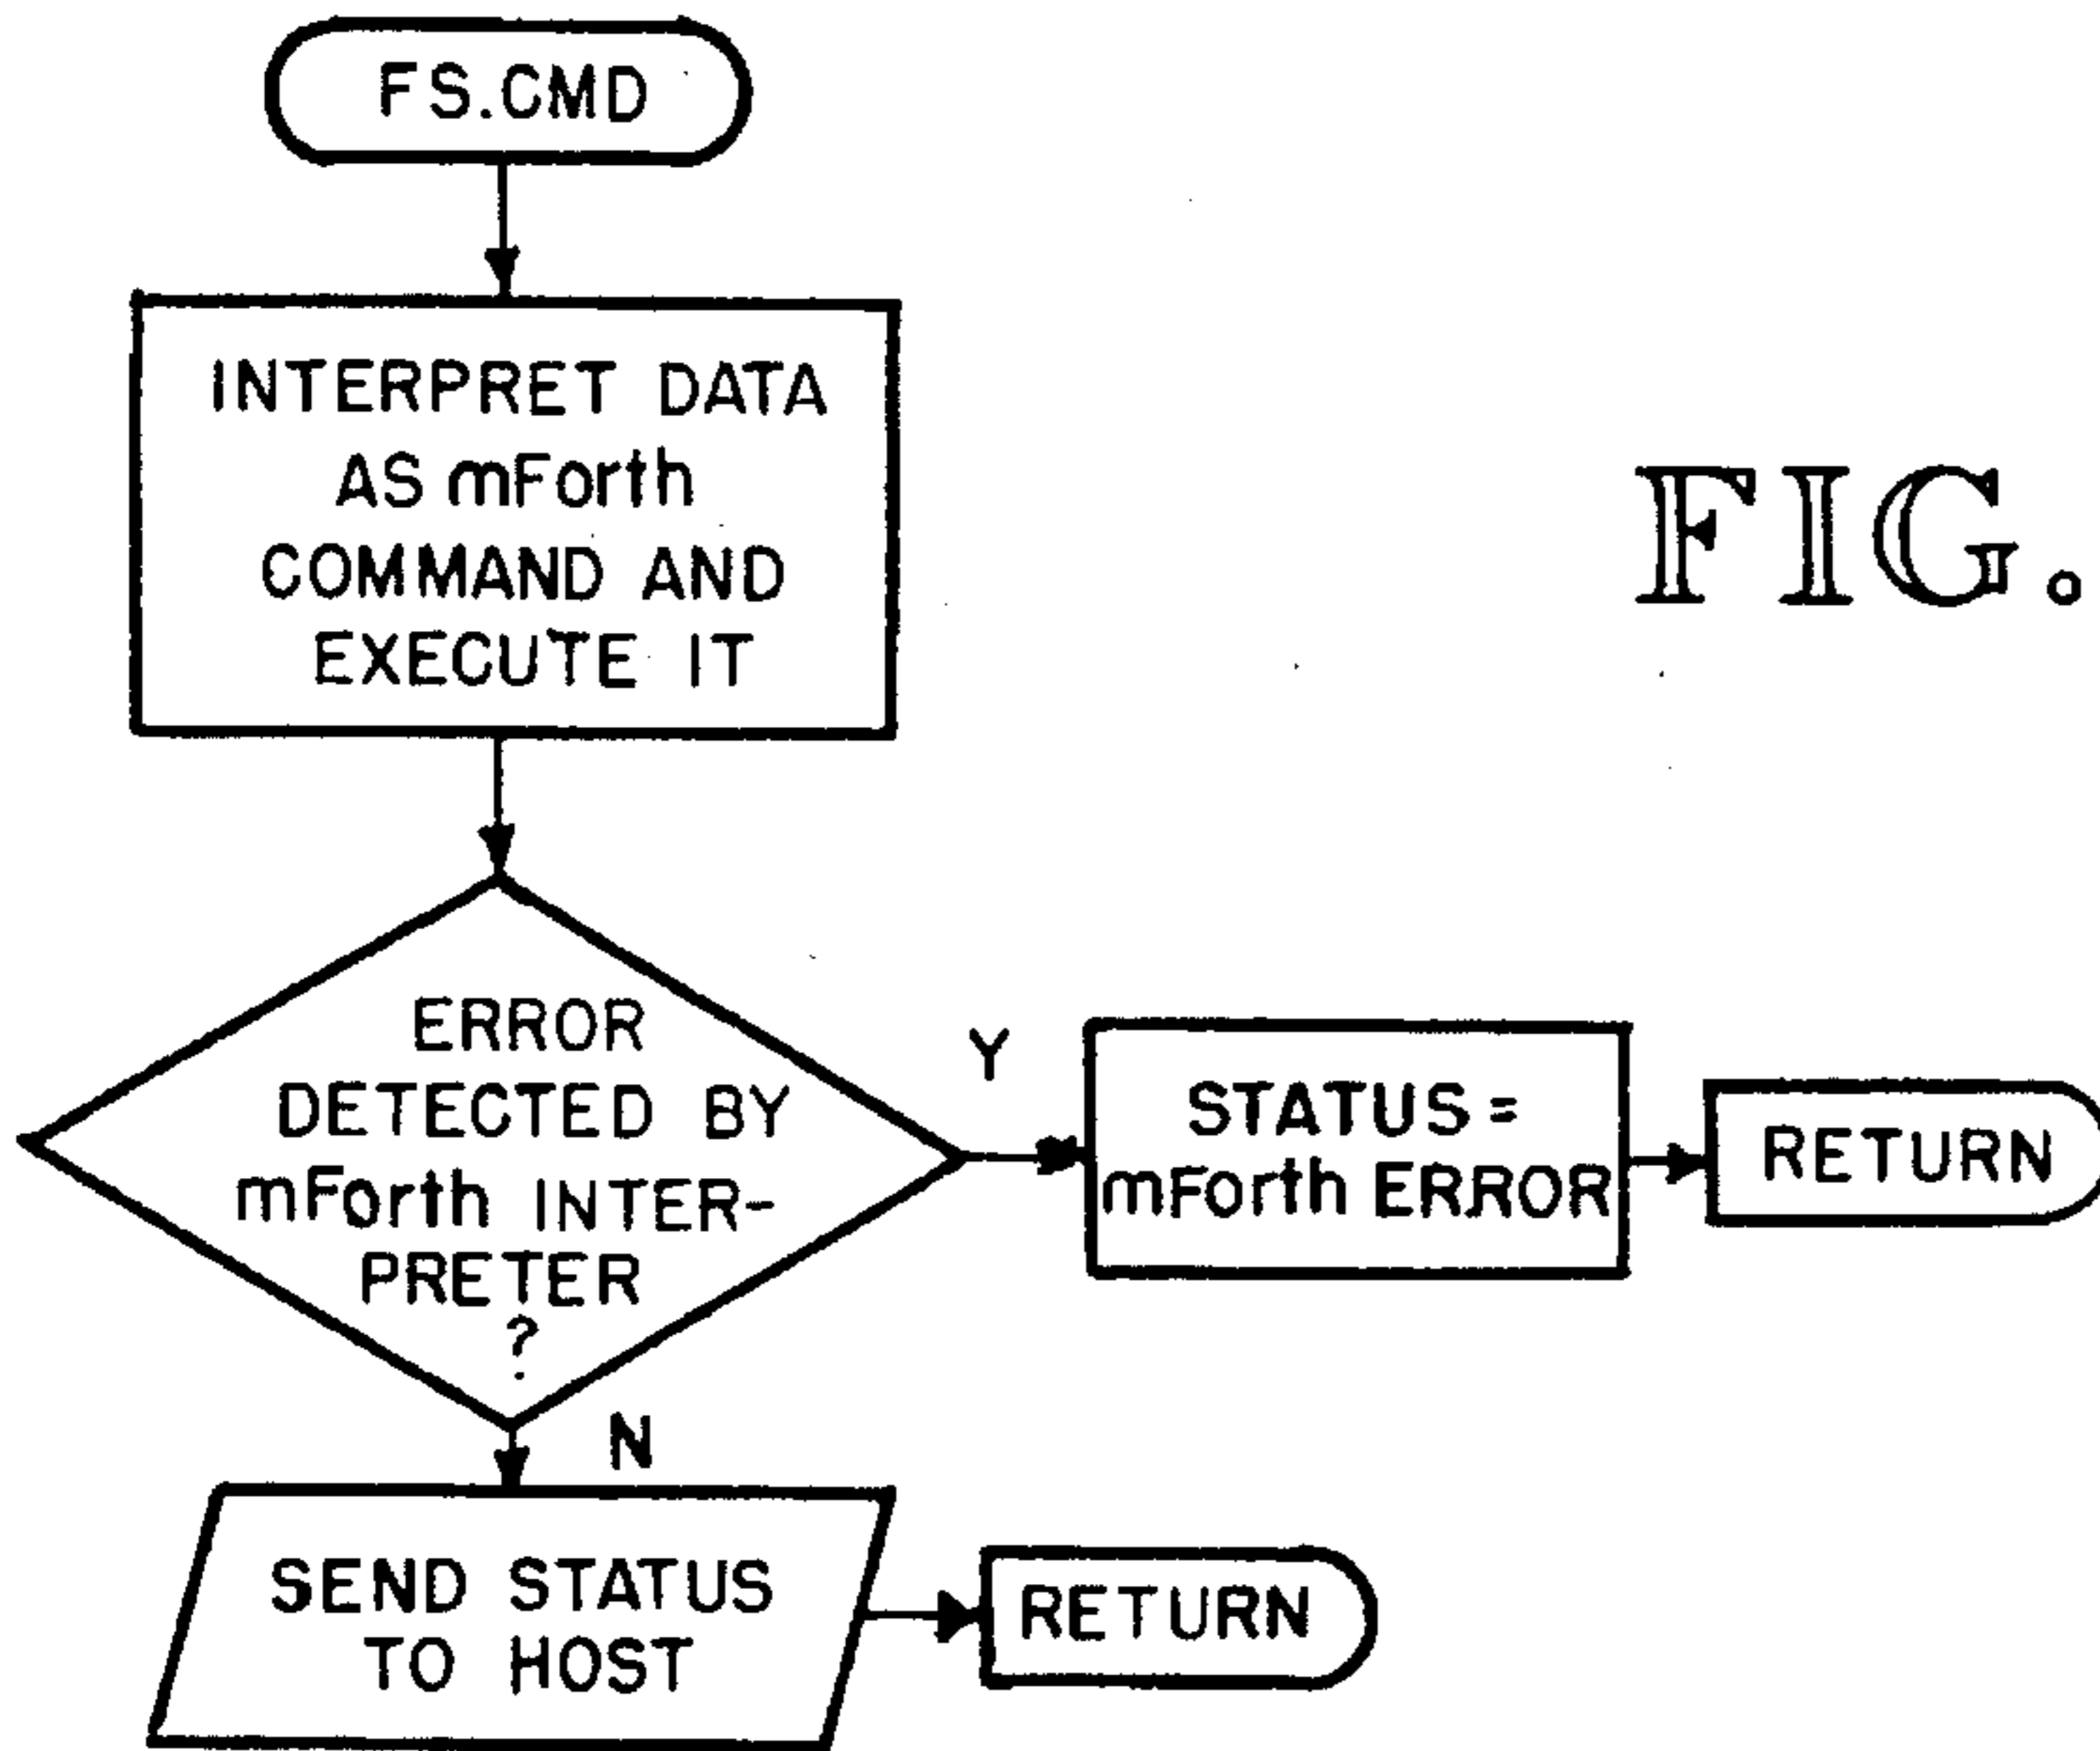 FS.CMD
INTERPRET DATA
AS mForth
COMMAND AND
EXECUTE IT
FIG.
ERROR
DETECTED BY
mForth INTER-
PRETER
?
Y
STATUS=
mForth ERROR
RETURN
N
SEND STATUS
TO HOST
RETURN